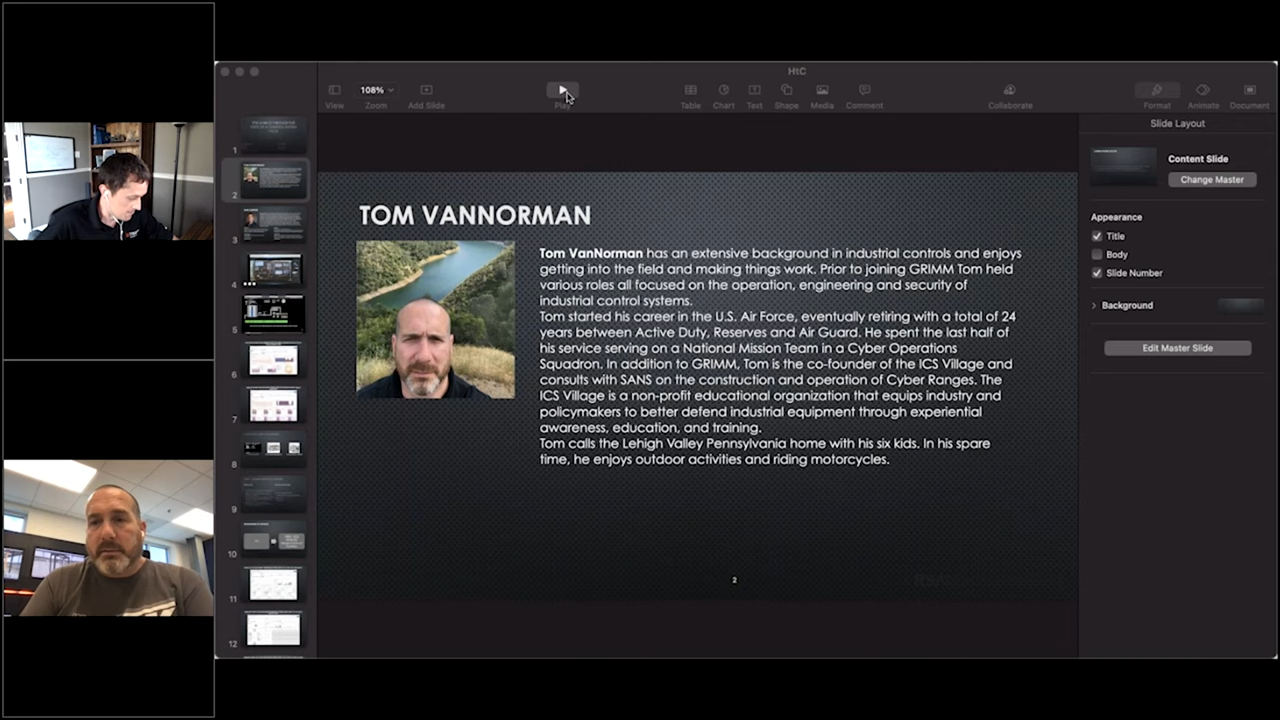 HtC
View
108%
Zoom
Add Slide
Play
Table
Chart
Text
Shape
Media
Comment
Collaborate
Format
Animate
Document
Slide Layout
Content Slide
Change Master
Appearance
Title
Body
Slide Number
Background
Edit Master Slide
1
2
3
4
5
6
7
8
9
10
11
12
TOM VANNORMAN
Tom VanNorman has an extensive background in industrial controls and enjoys
getting into the field and making things work. Prior to joining GRIMM Tom held
various roles all focused on the operation, engineering and security of
industrial control systems.
Tom started his career in the U.S. Air Force, eventually retiring with a total of 24
years between Active Duty, Reserves and Air Guard. He spent the last half of
his service serving on a National Mission Team in a Cyber Operations
Squadron. In addition to GRIMM, Tom is the co-founder of the ICS Village and
consults with SANS on the construction and operation of Cyber Ranges. The
ICS Village is a non-profit educational organization that equips industry and
policymakers to better defend industrial equipment through experiential
awareness, education, and training.
Tom calls the Lehigh Valley Pennsylvania home with his six kids. In his spare
time, he enjoys outdoor activities and riding motorcycles.
2